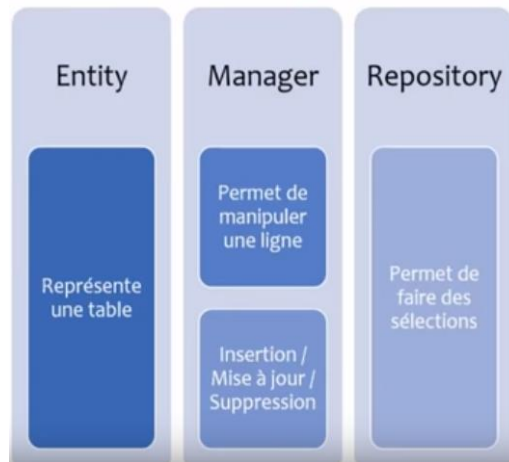 Entity
Représente
une table
Manager
Permet de
manipuler
une ligne
Insertion /
Mise à jour /
Suppression
Repository
Permet de
faire des
sélections